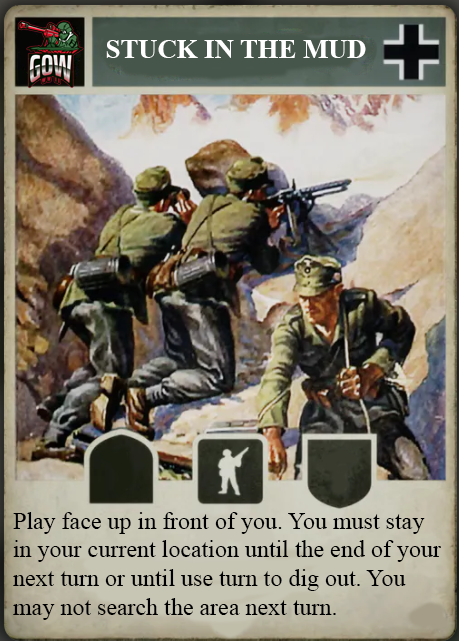 GOW
STUCK IN THE MUD
Play face up in front of you. You must stay
in your current location until the end of your
next turn or until use turn to dig out. You
may not search the area next turn.